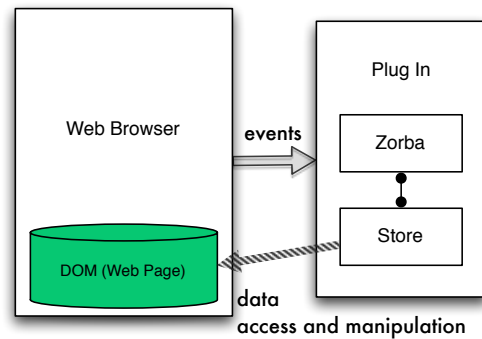 Web Browser
DOM (Web Page)
events
Plug In
Zorba
Store
data
access and manipulation